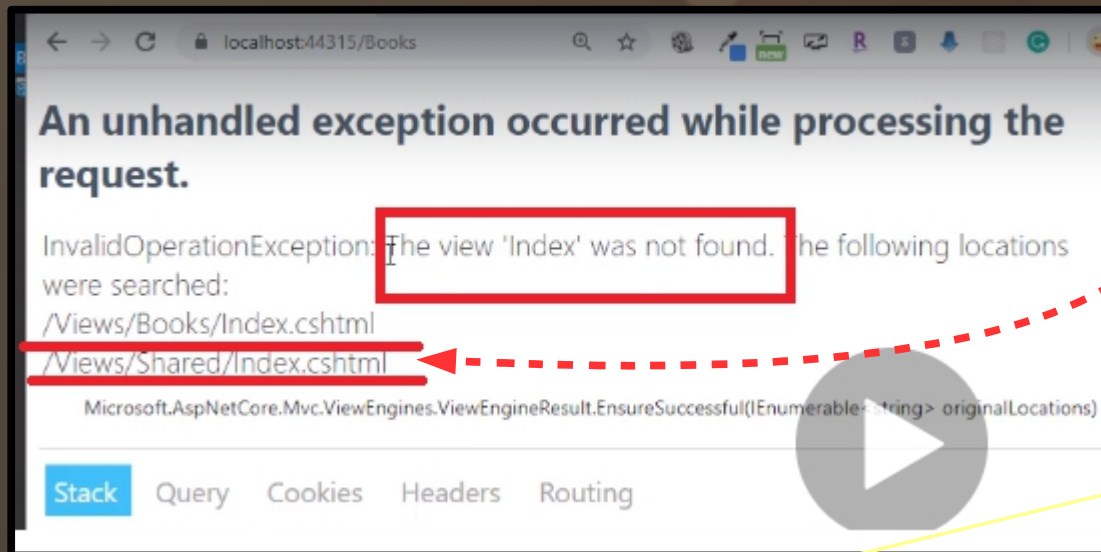 localhost:44315/Books
new
An unhandled exception occurred while processing the
request.
InvalidOperationException: The view 'Index' was not found. The following locations
were searched:
/Views/Books/Index.cshtml
/Views/Shared/Index.cshtml
Microsoft.AspNetCore.Mvc.ViewEngines.ViewEngineResult.EnsureSuccessful(IEnumerable<string> originalLocations)
Stack Query Cookies Headers Routing